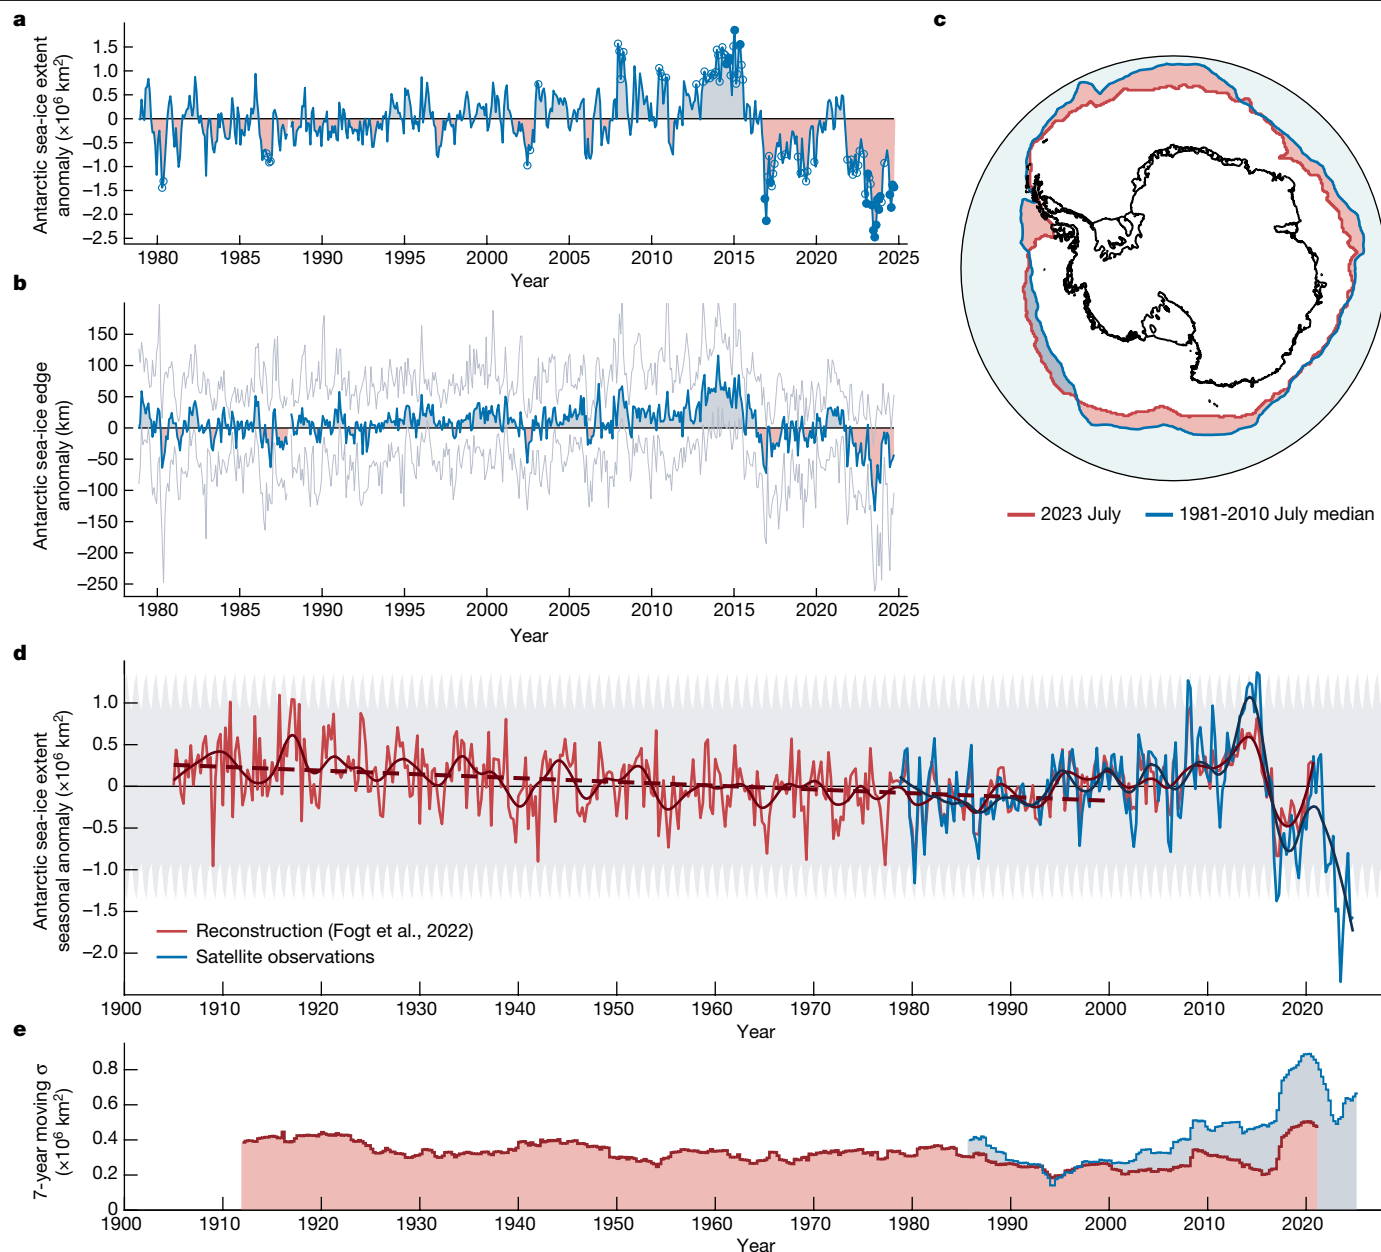 a
Antarctic sea-ice extent
anomaly (×10⁶ km²)
1.5
1.0
0.5
0
−0.5
−1.0
−1.5
−2.0
−2.5
1980 1985 1990 1995 2000 2005 2010 2015 2020 2025
Year
b
Antarctic sea-ice edge
anomaly (km)
150
100
50
0
−50
−100
−150
−200
−250
1980 1985 1990 1995 2000 2005 2010 2015 2020 2025
Year
c
2023 July 1981-2010 July median
d
Antarctic sea-ice extent
seasonal anomaly (×10⁶ km²)
1.0
0.5
0
−0.5
−1.0
−1.5
−2.0
Reconstruction (Fogt et al., 2022)
Satellite observations
1900 1910 1920 1930 1940 1950 1960 1970 1980 1990 2000 2010 2020
Year
e
7-year moving σ
(×10⁶ km²)
0.8
0.6
0.4
0.2
0
1900 1910 1920 1930 1940 1950 1960 1970 1980 1990 2000 2010 2020
Year